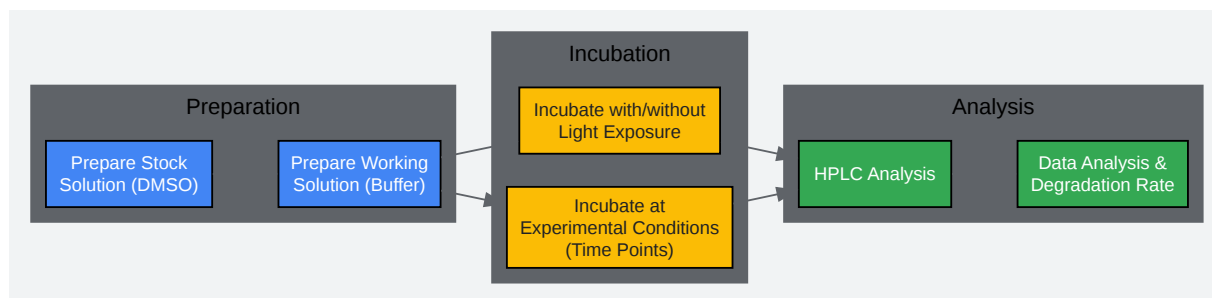 Preparation
Prepare Stock
Solution (DMSO)
Prepare Working
Solution (Buffer)
Incubation
Incubate with/without
Light Exposure
Incubate at
Experimental Conditions
(Time Points)
Analysis
HPLC Analysis
Data Analysis &
Degradation Rate